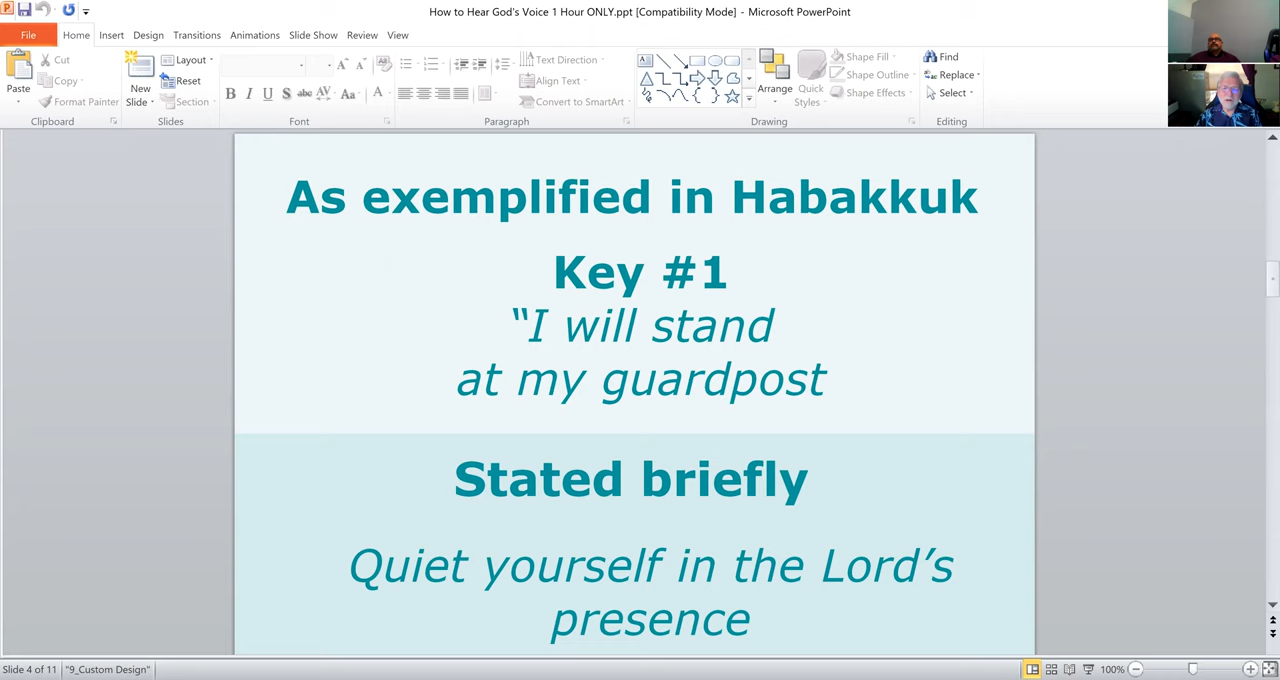 How to Hear God's Voice 1 Hour ONLY.ppt [Compatibility Mode] - Microsoft PowerPoint
File Home Insert Design Transitions Animations Slide Show Review View
Paste
Cut
Copy
Format Painter
Clipboard
New
Slide
Layout
Reset
Section
Slides
B I U S abc AV Aa A
Font
Text Direction
Align Text
Convert to SmartArt
Paragraph
Arrange
Quick
Styles
Shape Fill
Shape Outline
Shape Effects
Drawing
Find
Replace
Select
Editing
As exemplified in Habakkuk
Key #1
“I will stand
at my guardpost
Stated briefly
Quiet yourself in the Lord’s
presence
Slide 4 of 11 "9_Custom Design" 100%